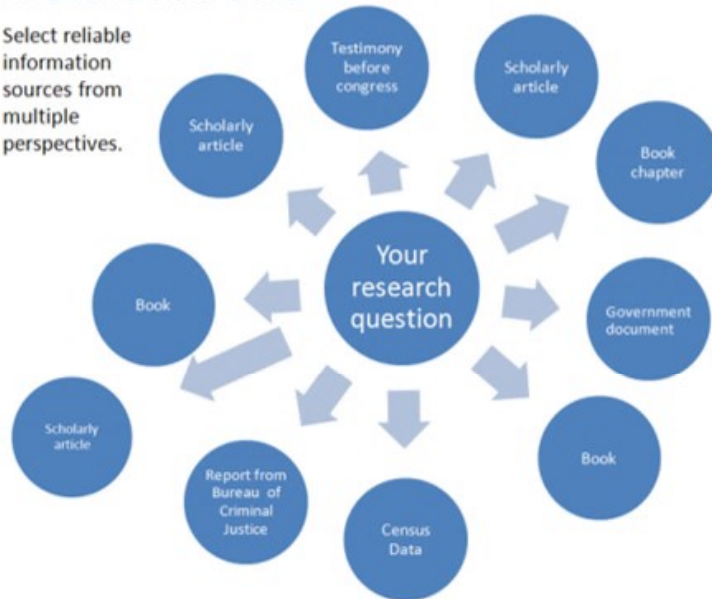 Select reliable
information
sources from
multiple
perspectives.
Testimony
before
congress
Scholarly
article
Scholarly
article
Book
chapter
Your
research
question
Book
Government
document
Scholarly
article
Book
Report from
Bureau of
Criminal
Justice
Census
Data